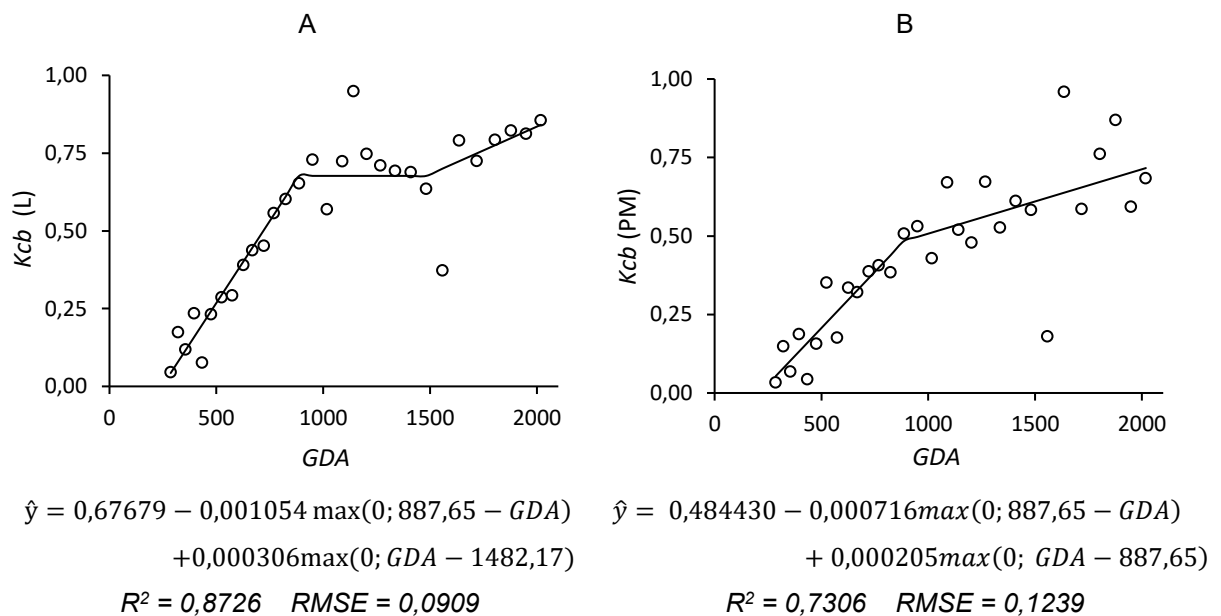 A
1,00
0,75
0,50
0,25
0,00
Kcb (L)
0 500 1000 1500 2000
GDA
ŷ = 0,67679 − 0,001054 max(0; 887,65 − GDA)
+0,000306max(0; GDA − 1482,17)
R² = 0,8726 RMSE = 0,0909
B
1,00
0,75
0,50
0,25
0,00
Kcb (PM)
0 500 1000 1500 2000
GDA
ŷ = 0,484430 − 0,000716max(0; 887,65 − GDA)
+ 0,000205max(0; GDA − 887,65)
R² = 0,7306 RMSE = 0,1239